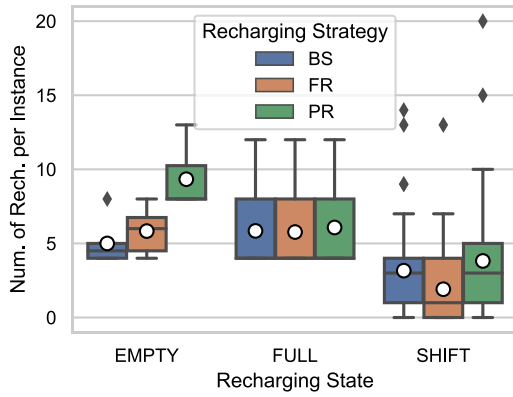 Num. of Rech. per Instance
20
15
10
5
0
Recharging Strategy
BS
FR
PR
EMPTY FULL SHIFT
Recharging State